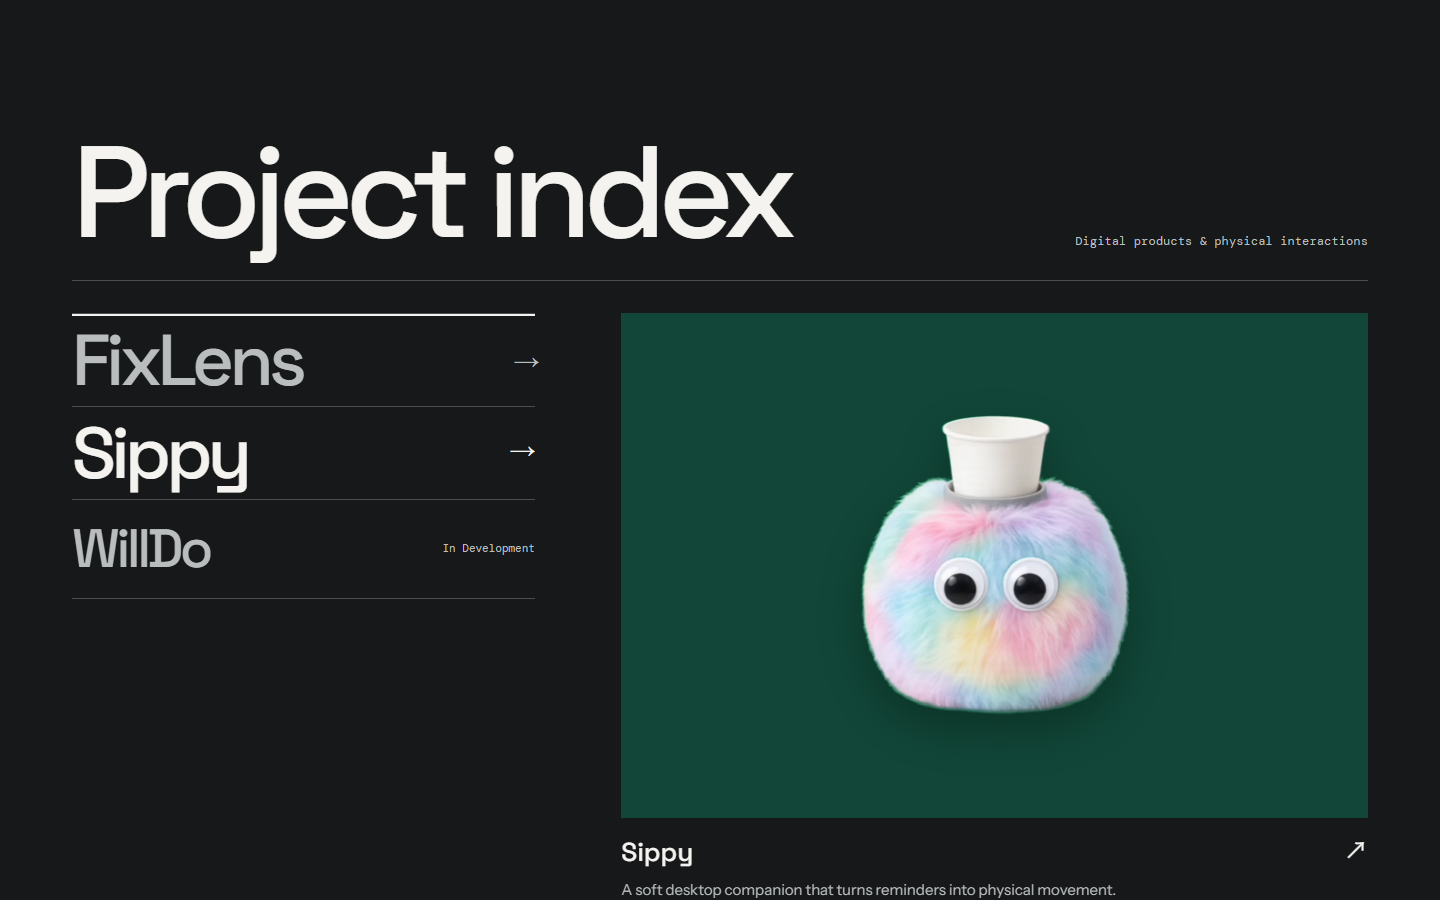 Project index
Digital products & physical interactions
FixLens →
Sippy →
WillDo
In Development
Sippy ↗
A soft desktop companion that turns reminders into physical movement.